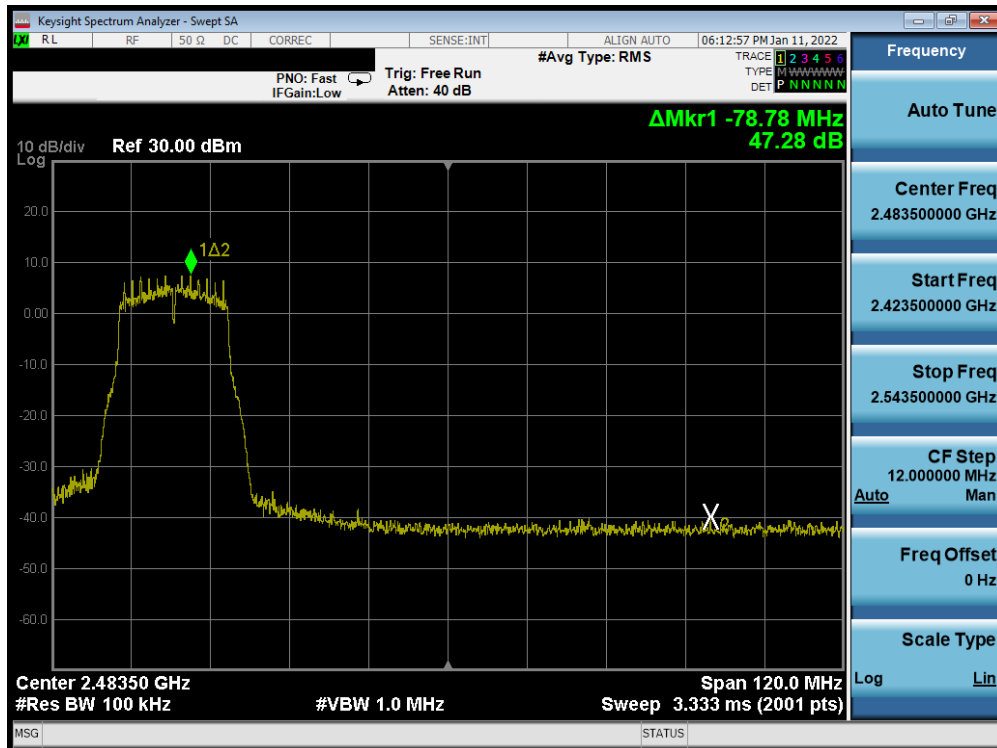 Keysight Spectrum Analyzer - Swept SA
LXI RL RF 50 Ω DC CORREC SENSE:INT ALIGN AUTO 06:12:57 PM Jan 11, 2022
#Avg Type: RMS
TRACE 1 2 3 4 5 6
TYPE M WWWWW
DET P N N N N N
PNO: Fast
IFGain:Low
Trig: Free Run
Atten: 40 dB
ΔMkr1 -78.78 MHz
47.28 dB
10 dB/div
Log
Ref 30.00 dBm
20.0
10.0
0.00
-10.0
-20.0
-30.0
-40.0
-50.0
-60.0
1Δ2
X2
Center 2.48350 GHz
Span 120.0 MHz
#Res BW 100 kHz
#VBW 1.0 MHz
Sweep 3.333 ms (2001 pts)
MSG
STATUS
Frequency
Auto Tune
Center Freq
2.483500000 GHz
Start Freq
2.423500000 GHz
Stop Freq
2.543500000 GHz
CF Step
12.000000 MHz
Auto Man
Freq Offset
0 Hz
Scale Type
Log Lin